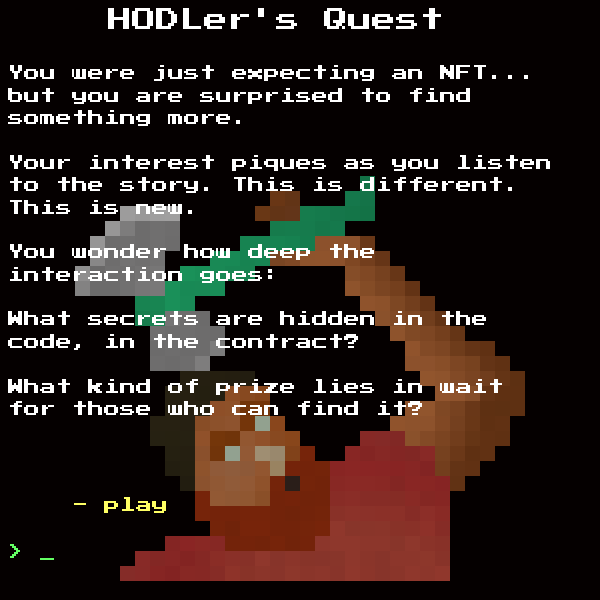 HODLer's Quest
You were just expecting an NFT...
but you are surprised to find
something more.
Your interest piques as you listen
to the story. This is different.
This is new.
You wonder how deep the
interaction goes:
What secrets are hidden in the
code, in the contract?
What kind of prize lies in wait
for those who can find it?
- play
> _